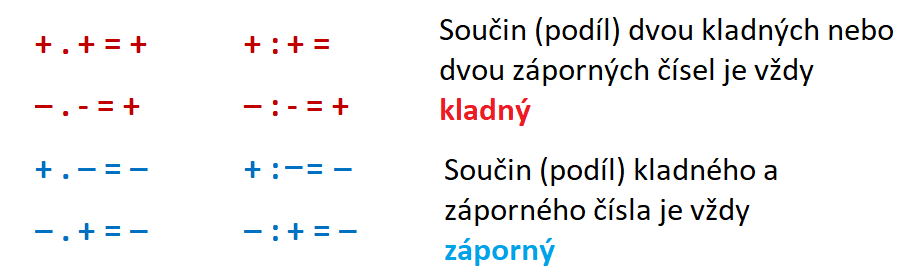 + . + = + + : + = Součin (podíl) dvou kladných nebo
dvou záporných čísel je vždy
– . - = + – : - = + kladný
+ . – = – + : – = – Součin (podíl) kladného a
záporného čísla je vždy
– . + = – – : + = – záporný